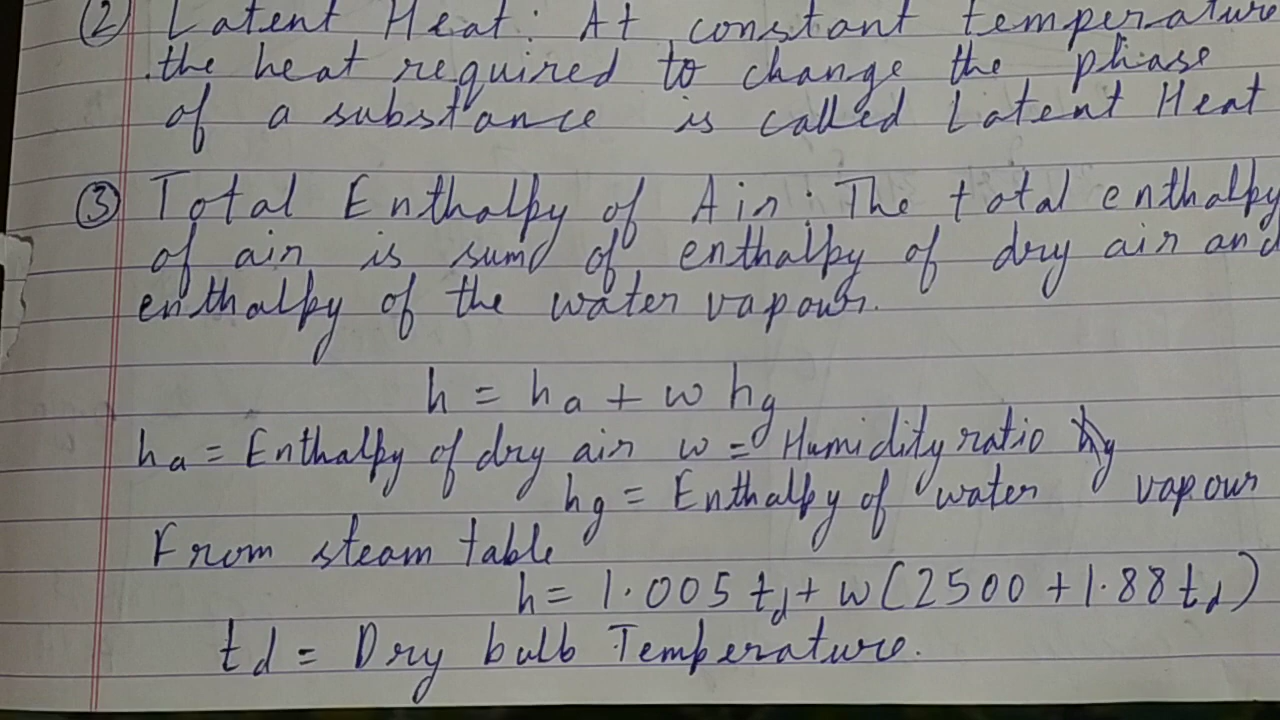 (2) Latent Heat: At constant temperature
the heat required to change the phase
of a substance is called Latent Heat
(3) Total Enthalpy of Air: The total enthalpy
of air is sum of enthalpy of dry air and
enthalpy of the water vapour.
h = ha + w hg
ha = Enthalpy of dry air w = Humidity ratio
hg = Enthalpy of water vapour
From steam table
h = 1.005 td + w(2500 + 1.88 td)
td = Dry bulb Temperature.